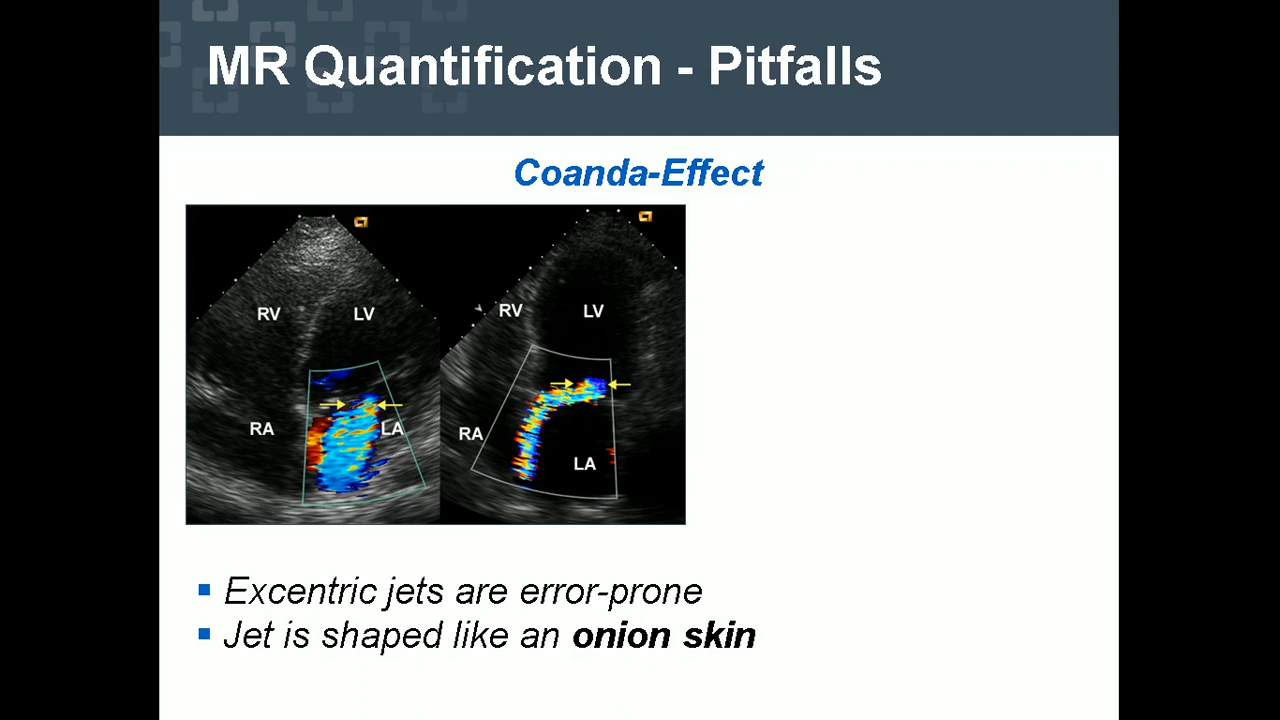 MR Quantification - Pitfalls
Coanda-Effect
RV LV
RA LA
RV LV
RA
LA
Excentric jets are error-prone
Jet is shaped like an onion skin